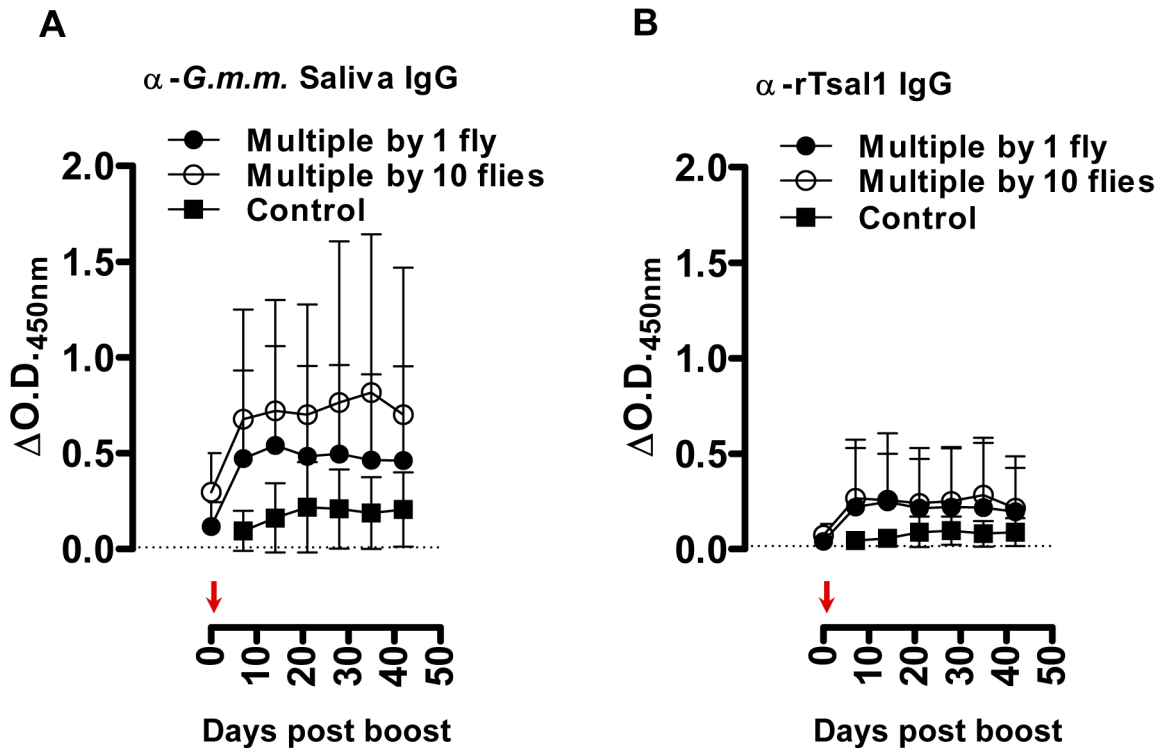 A
α-G.m.m. Saliva IgG
Multiple by 1 fly
Multiple by 10 flies
Control
2.0
1.5
1.0
0.5
0.0
ΔO.D.450nm
0 10 20 30 40 50
Days post boost
B
α-rTsal1 IgG
Multiple by 1 fly
Multiple by 10 flies
Control
2.0
1.5
1.0
0.5
0.0
ΔO.D.450nm
0 10 20 30 40 50
Days post boost